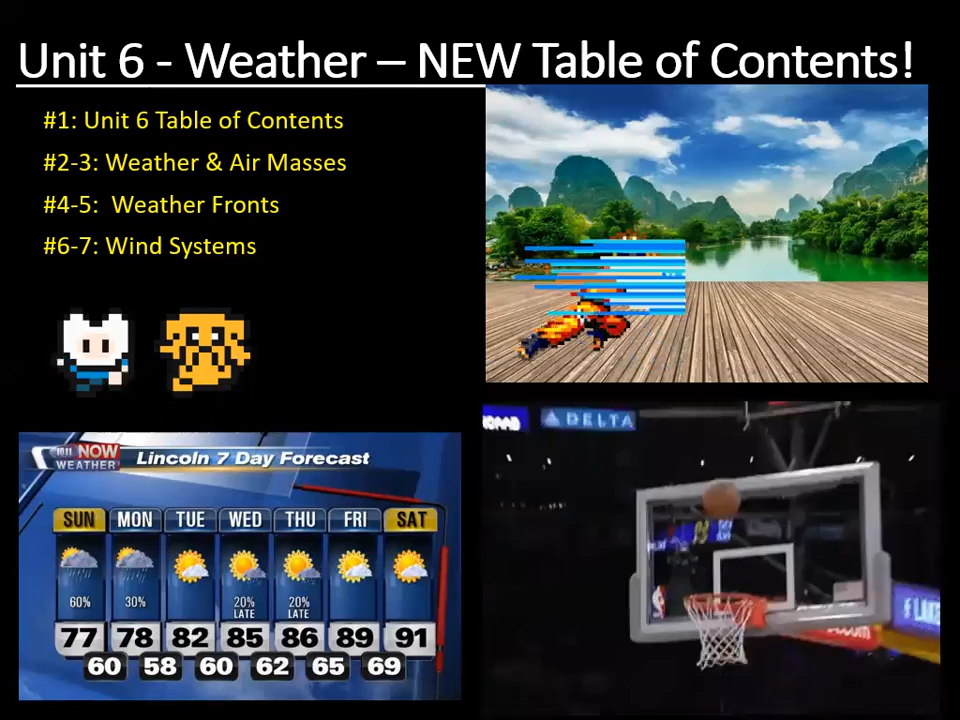 Unit 6 - Weather – NEW Table of Contents!
#1: Unit 6 Table of Contents
#2-3: Weather & Air Masses
#4-5:  Weather Fronts
#6-7: Wind Systems
10/11 NOW
WEATHER
Lincoln 7 Day Forecast
SUN MON TUE WED THU FRI SAT
60% 30% 20% LATE 20% LATE
77 78 82 85 86 89 91
60 58 60 62 65 69
DELTA